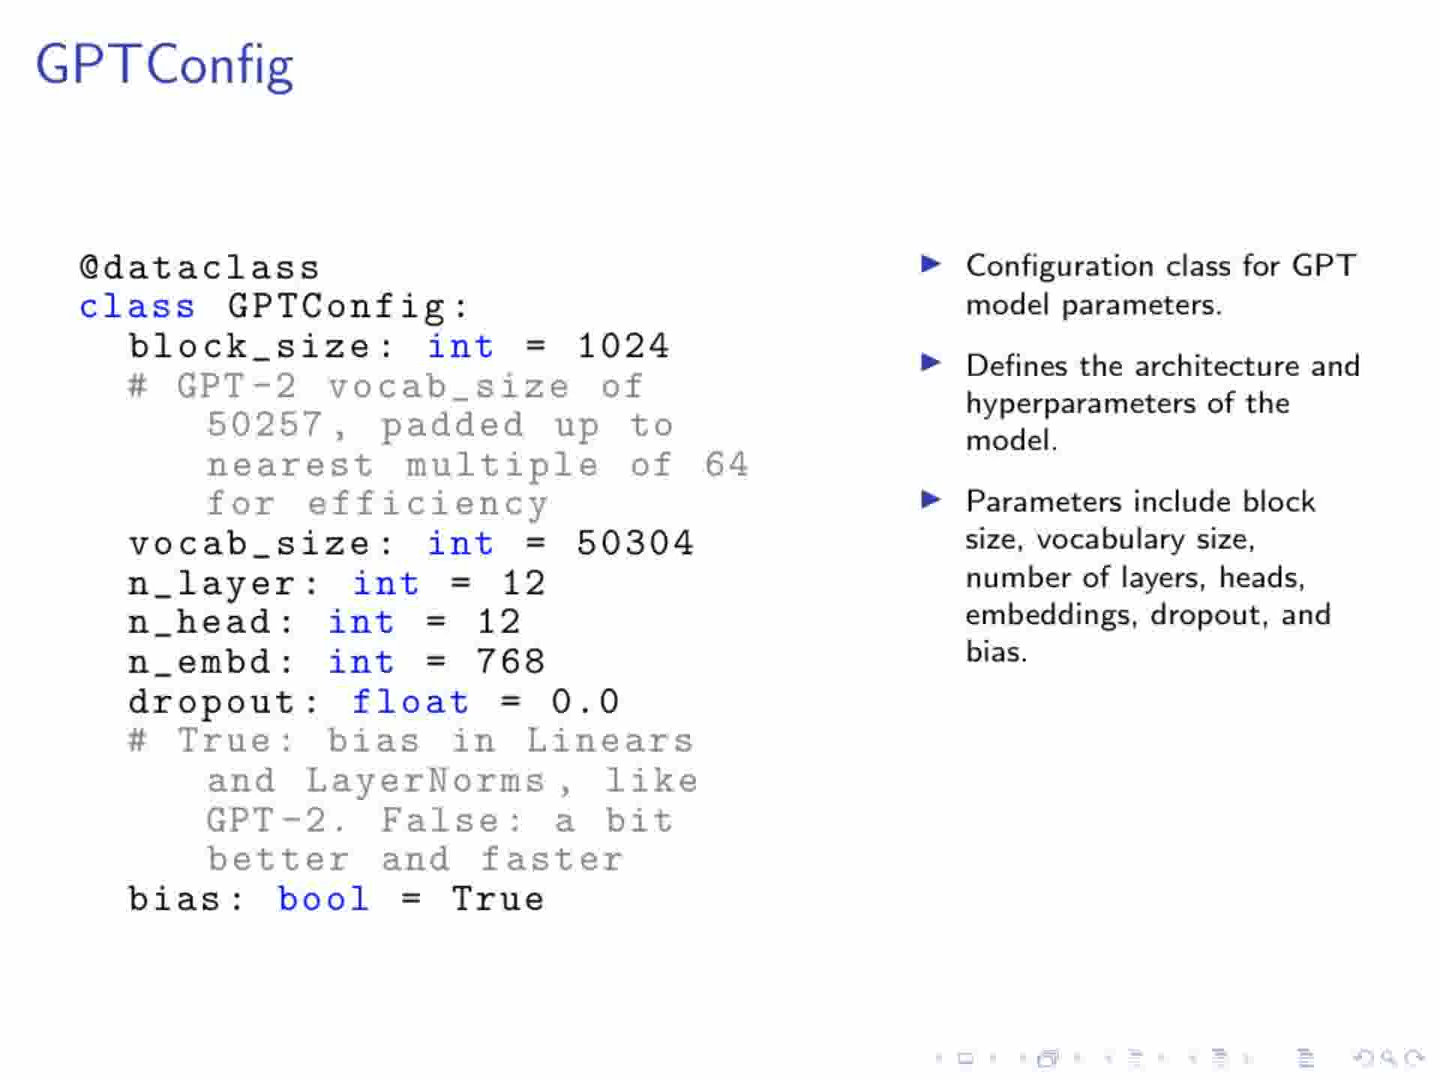 GPTConfig
@dataclass
class GPTConfig:
block_size: int = 1024
# GPT-2 vocab_size of
50257, padded up to
nearest multiple of 64
for efficiency
vocab_size: int = 50304
n_layer: int = 12
n_head: int = 12
n_embd: int = 768
dropout: float = 0.0
# True: bias in Linears
and LayerNorms, like
GPT-2. False: a bit
better and faster
bias: bool = True
Configuration class for GPT
model parameters.
Defines the architecture and
hyperparameters of the
model.
Parameters include block
size, vocabulary size,
number of layers, heads,
embeddings, dropout, and
bias.